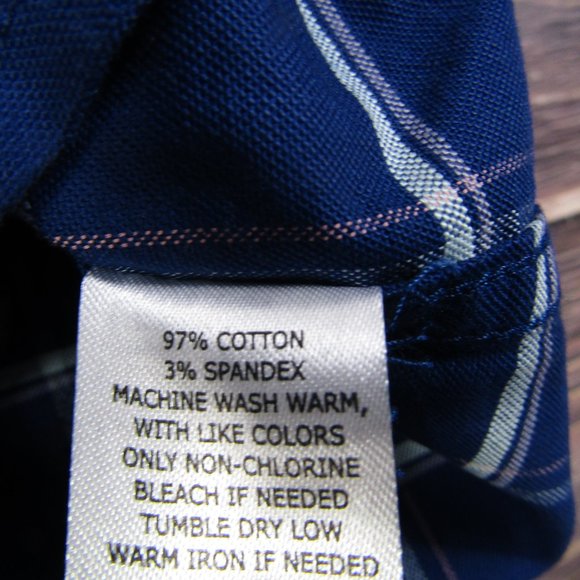 97% COTTON
3% SPANDEX
MACHINE WASH WARM,
WITH LIKE COLORS
ONLY NON-CHLORINE
BLEACH IF NEEDED
TUMBLE DRY LOW
WARM IRON IF NEEDED